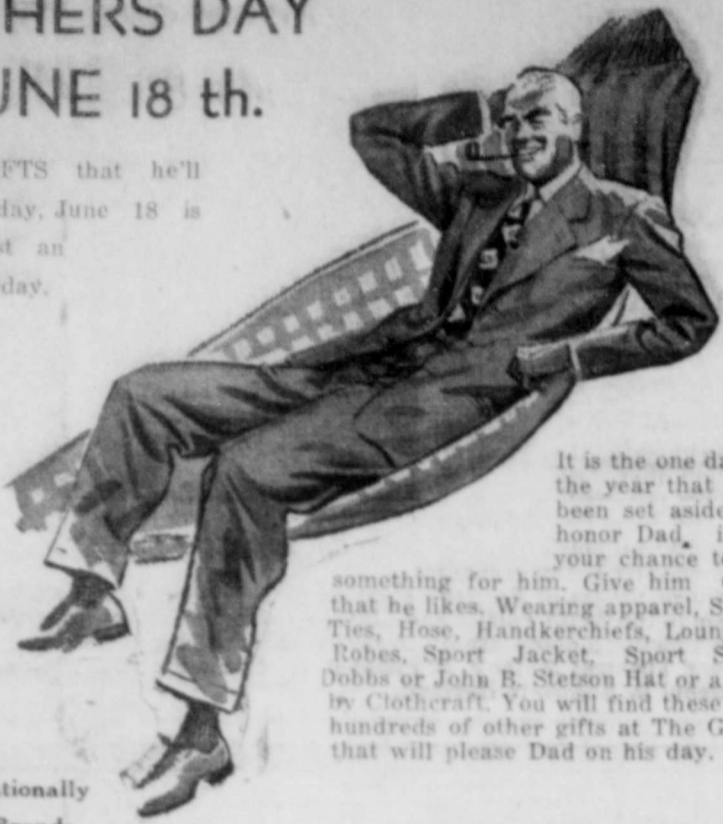 HERS DAY
UNE 18 th.
FTS that he'll
day, June 18 is
st an
day.
It is the one da
the year that
been set aside
honor Dad, i
your chance t
something for him. Give him
that he likes. Wearing apparel, S
Ties, Hose, Handkerchiefs, Loun
Robes, Sport Jacket, Sport S
Dobbs or John B. Stetson Hat or a
by Clothcraft. You will find these
hundreds of other gifts at The G
that will please Dad on his day.
tionally